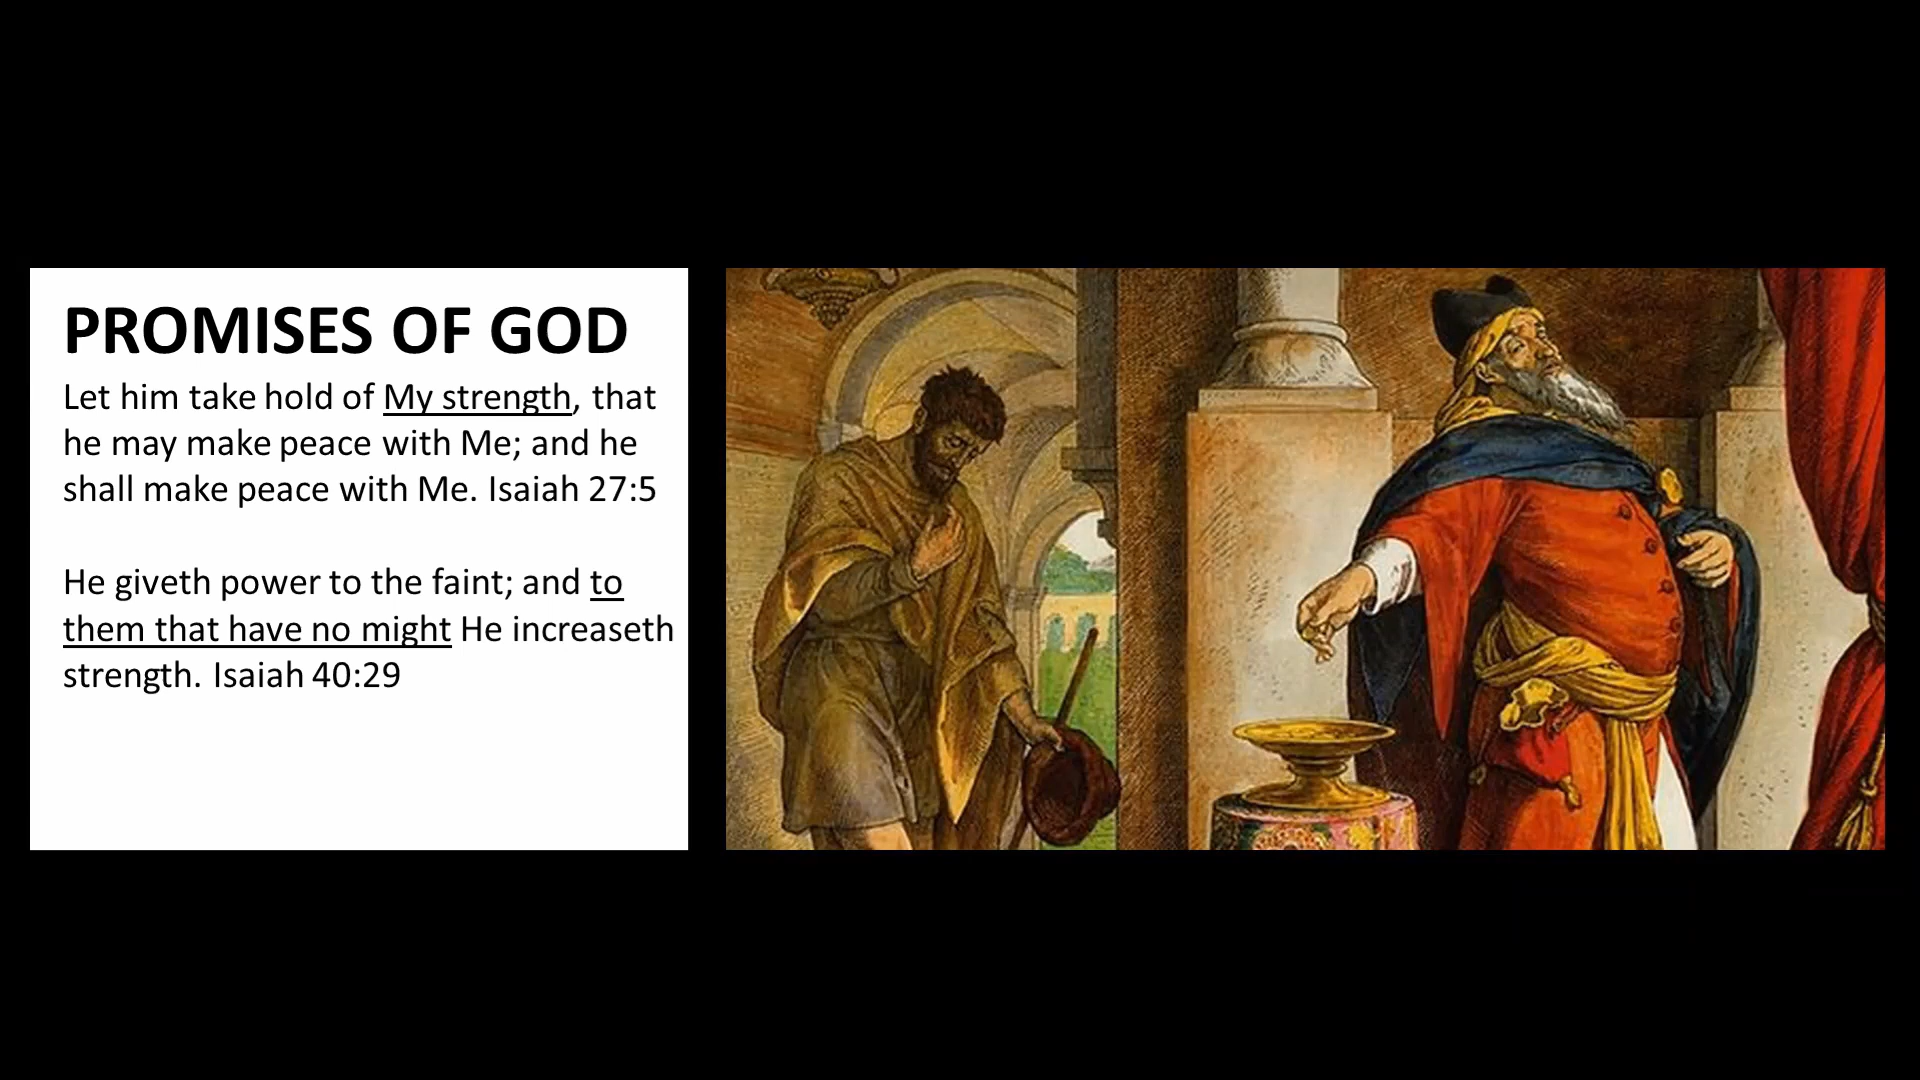 PROMISES OF GOD
Let him take hold of My strength, that
he may make peace with Me; and he
shall make peace with Me. Isaiah 27:5
He giveth power to the faint; and to
them that have no might He increaseth
strength. Isaiah 40:29